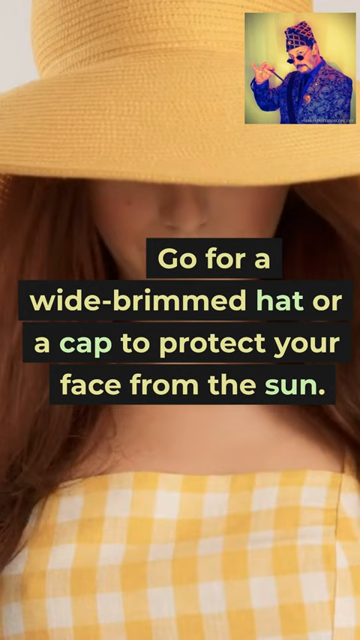 Go for a
wide-brimmed hat or
a cap to protect your
face from the sun.